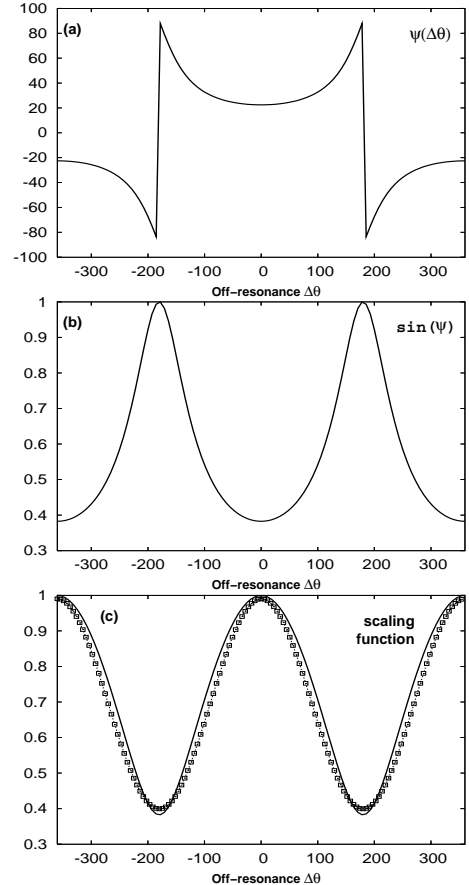 100
80
60
40
20
0
-20
-40
-60
-80
-100
(a)
ψ(Δθ)
-300 -200 -100 0 100 200 300
Off-resonance Δθ
1
0.9
0.8
0.7
0.6
0.5
0.4
0.3
(b)
sin(ψ)
-300 -200 -100 0 100 200 300
Off-resonance Δθ
1
0.9
0.8
0.7
0.6
0.5
0.4
0.3
(c)
scaling
function
-300 -200 -100 0 100 200 300
Off-resonance Δθ